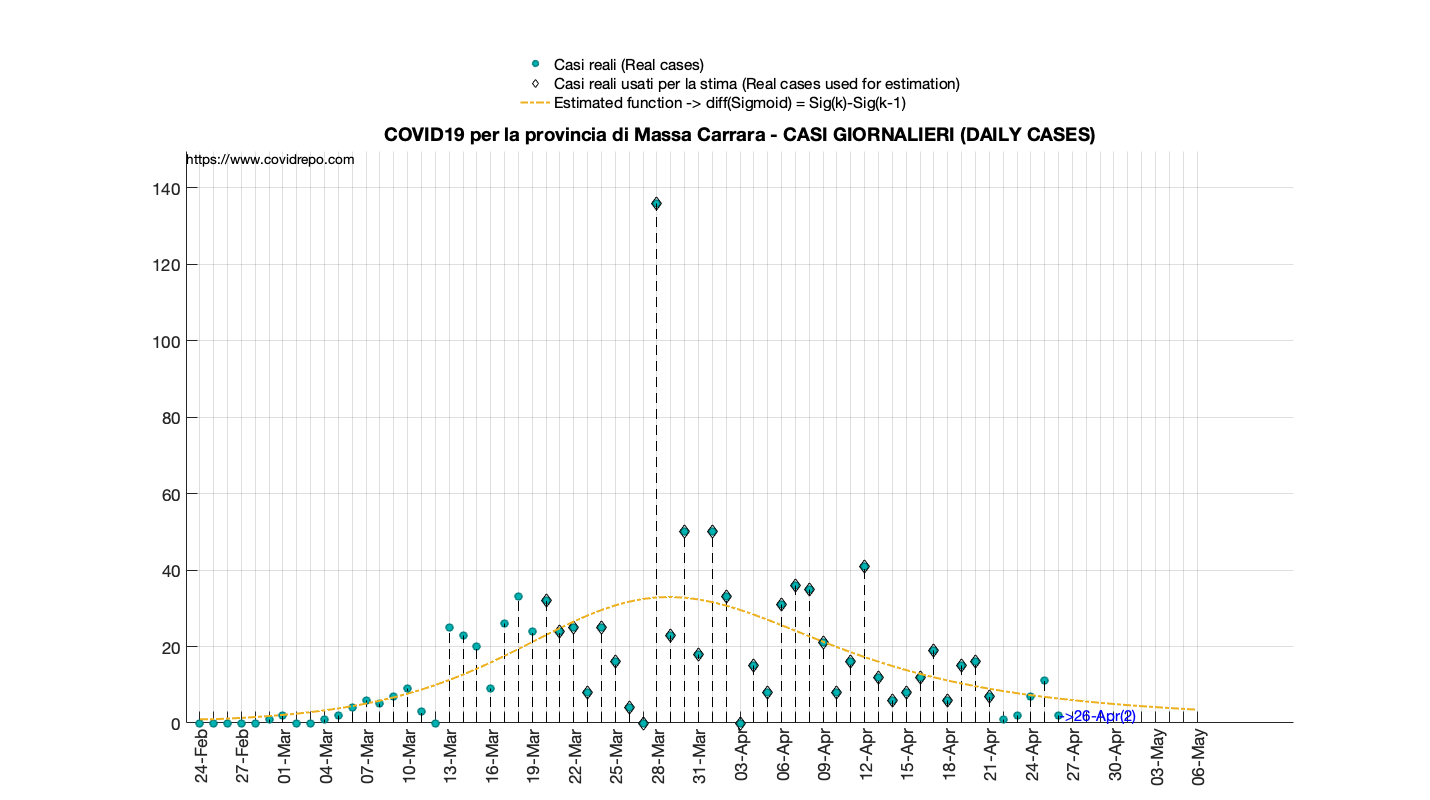 Casi reali (Real cases)
Casi reali usati per la stima (Real cases used for estimation)
Estimated function -> diff(Sigmoid) = Sig(k)-Sig(k-1)
COVID19 per la provincia di Massa Carrara - CASI GIORNALIERI (DAILY CASES)
https://www.covidrepo.com
140
120
100
80
60
40
20
0
->26-Apr(2)
24-Feb
27-Feb
01-Mar
04-Mar
07-Mar
10-Mar
13-Mar
16-Mar
19-Mar
22-Mar
25-Mar
28-Mar
31-Mar
03-Apr
06-Apr
09-Apr
12-Apr
15-Apr
18-Apr
21-Apr
24-Apr
27-Apr
30-Apr
03-May
06-May